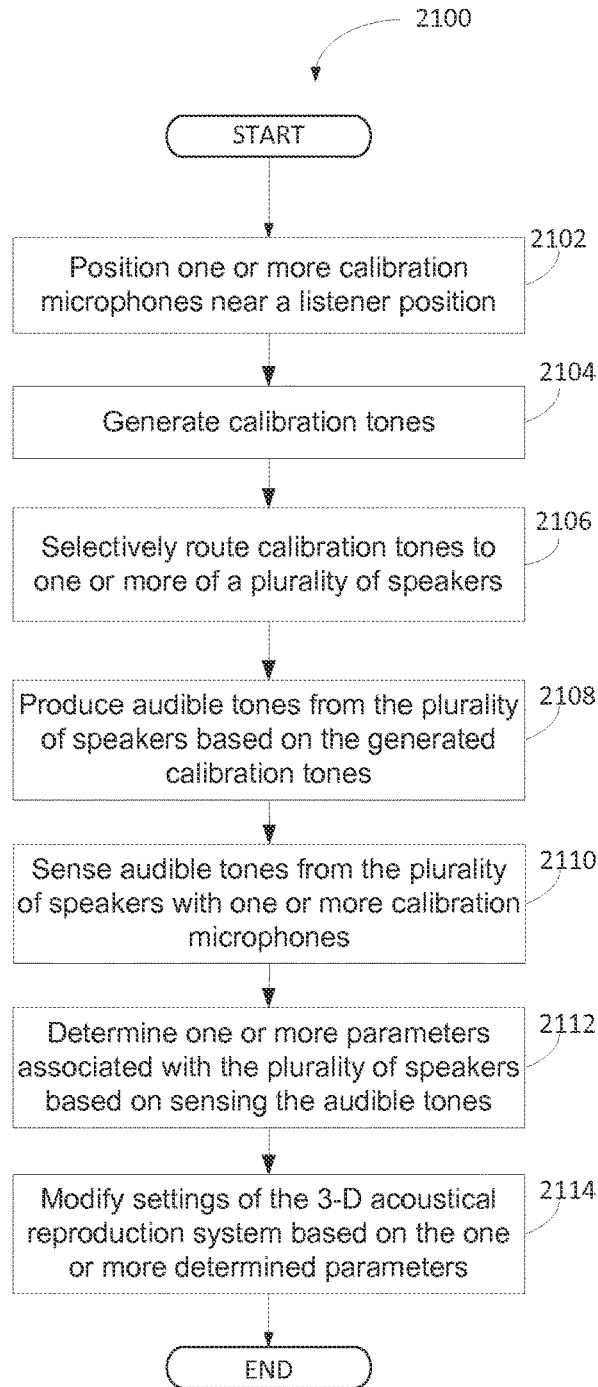 2100
START
2102
Position one or more calibration
microphones near a listener position
2104
Generate calibration tones
2106
Selectively route calibration tones to
one or more of a plurality of speakers
2108
Produce audible tones from the plurality
of speakers based on the generated
calibration tones
2110
Sense audible tones from the plurality
of speakers with one or more calibration
microphones
2112
Determine one or more parameters
associated with the plurality of speakers
based on sensing the audible tones
2114
Modify settings of the 3-D acoustical
reproduction system based on the one
or more determined parameters
END